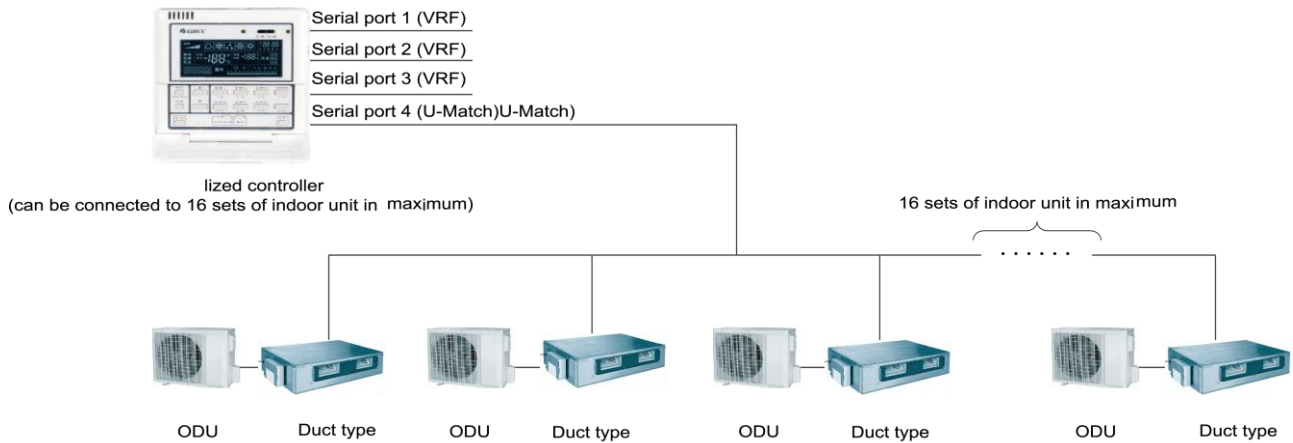 GREE
Serial port 1 (VRF)
Serial port 2 (VRF)
Serial port 3 (VRF)
Serial port 4 (U-Match)U-Match)
lized controller
(can be connected to 16 sets of indoor unit in maximum)
16 sets of indoor unit in maximum
. . . . . .
ODU Duct type ODU Duct type ODU Duct type ODU Duct type